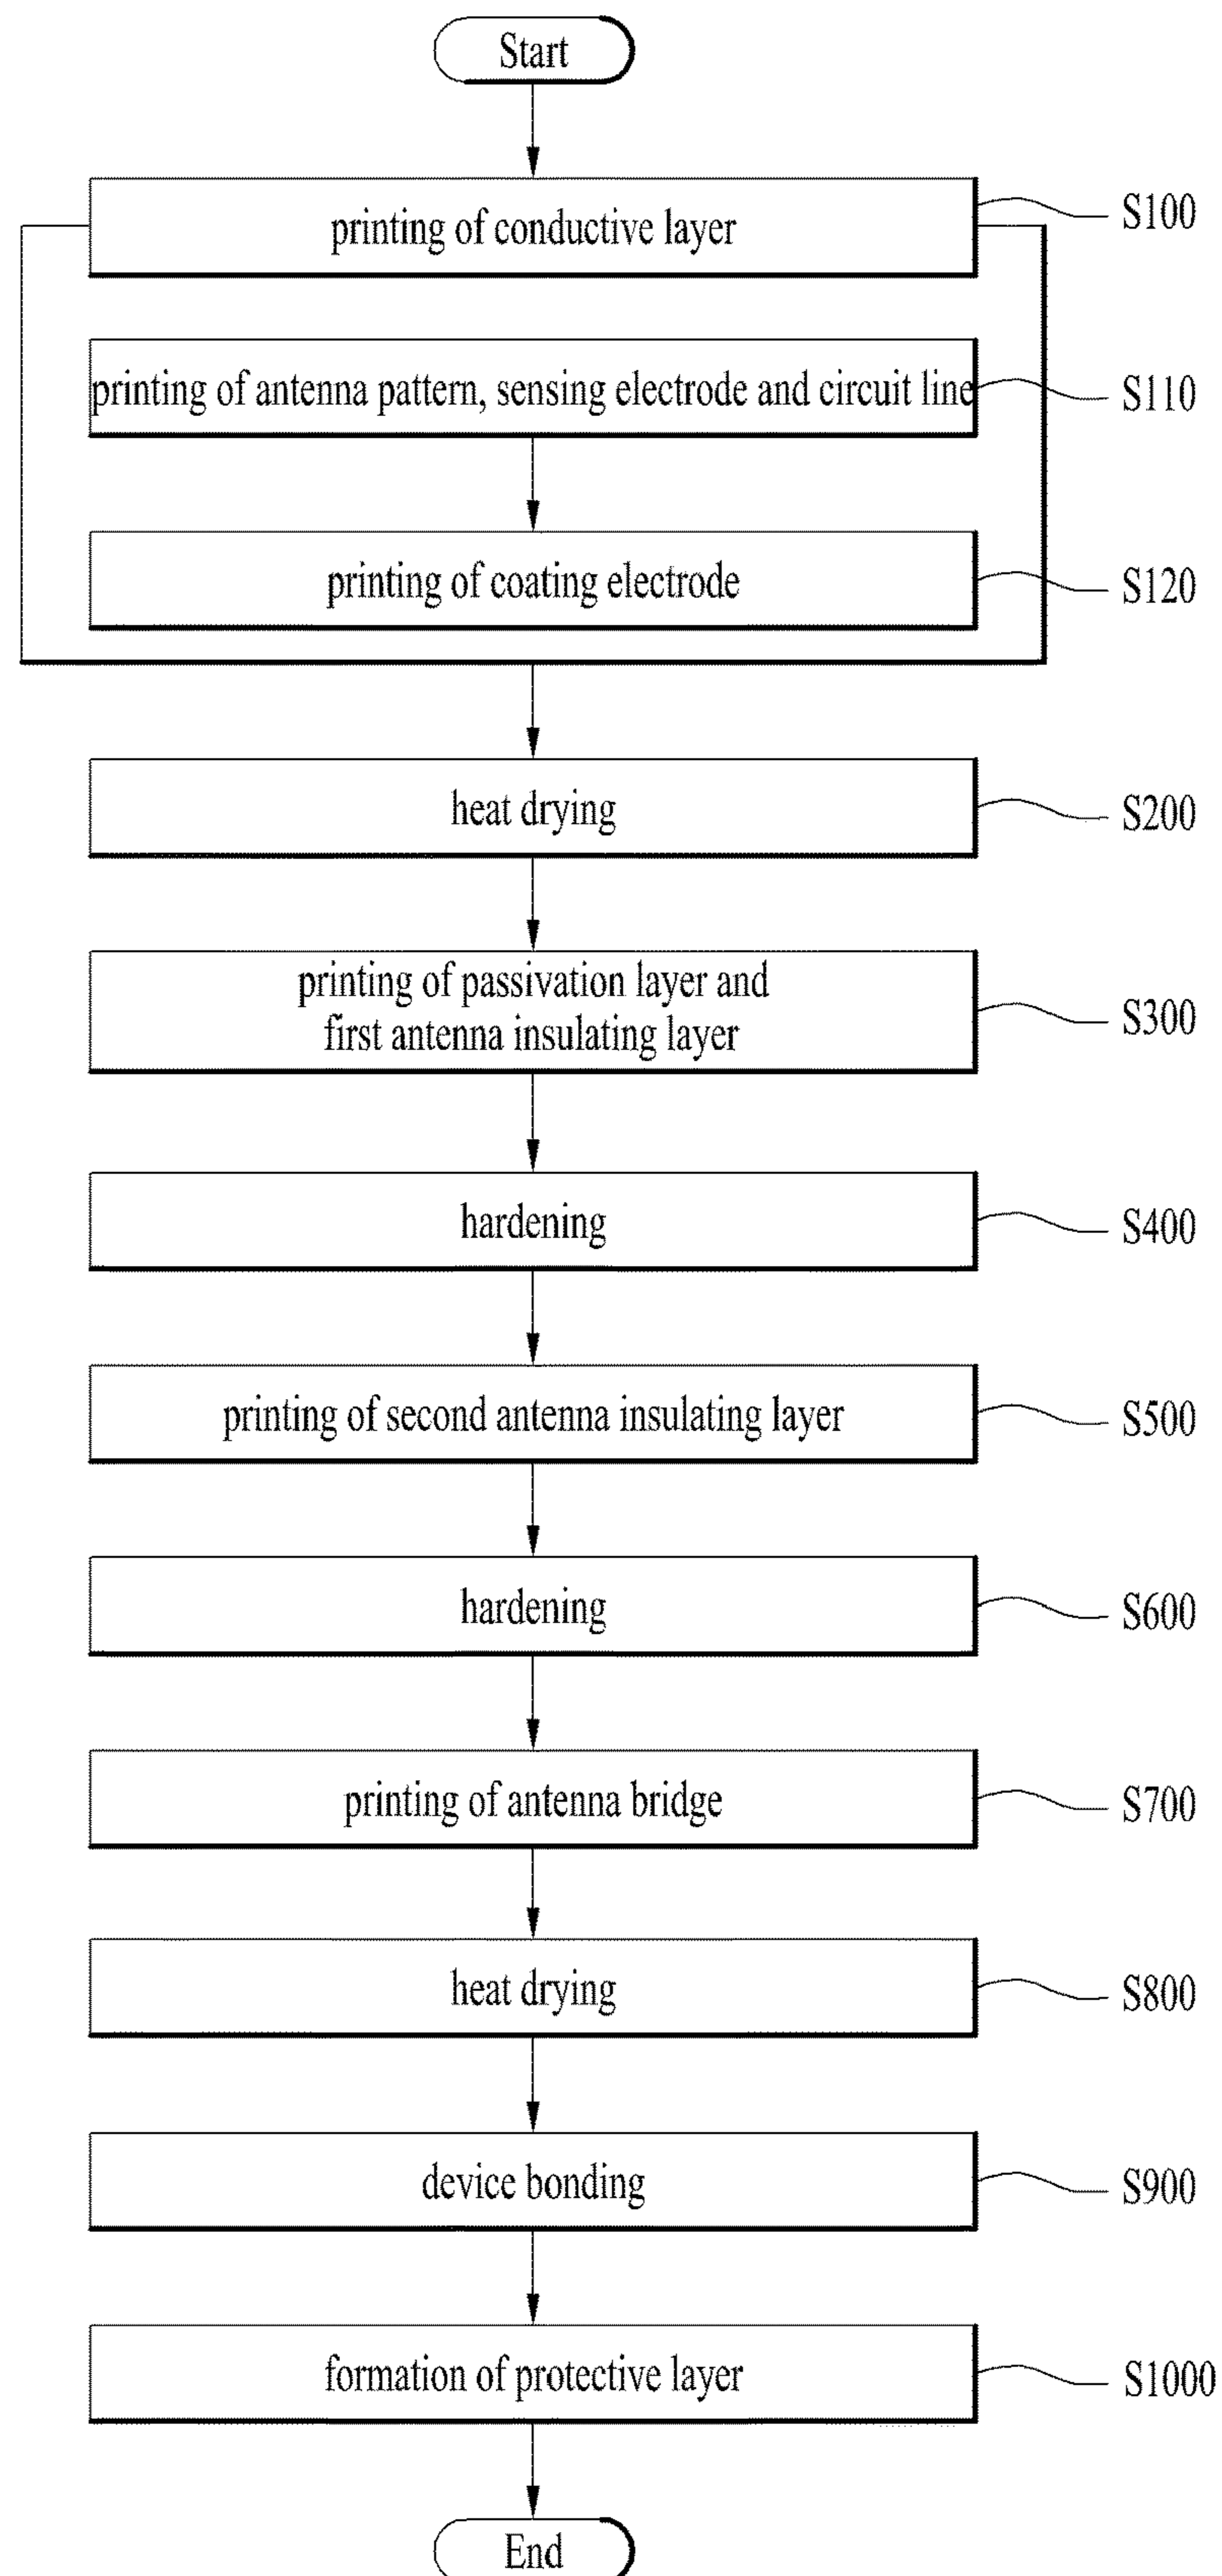 Start
printing of conductive layer
S100
printing of antenna pattern, sensing electrode and circuit line
S110
printing of coating electrode
S120
heat drying
S200
printing of passivation layer and
first antenna insulating layer
S300
hardening
S400
printing of second antenna insulating layer
S500
hardening
S600
printing of antenna bridge
S700
heat drying
S800
device bonding
S900
formation of protective layer
S1000
End